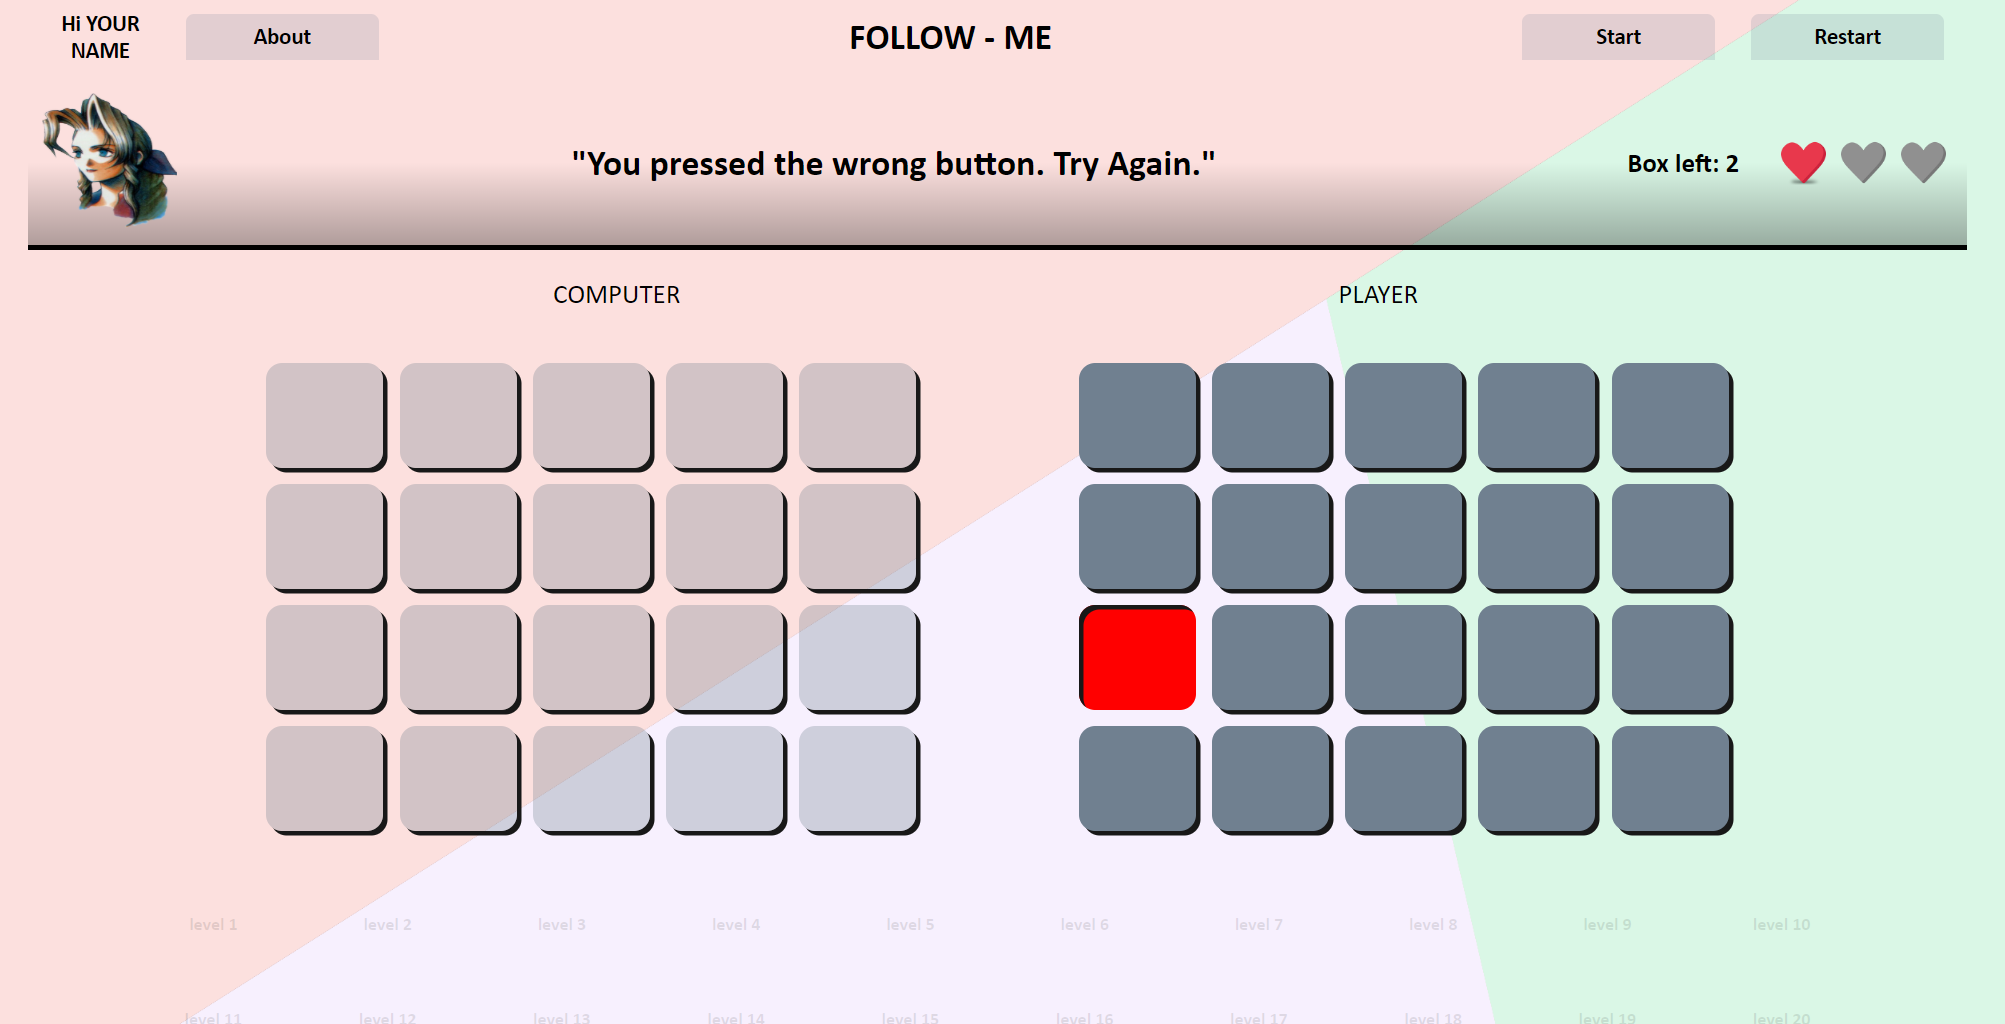 Hi YOUR
NAME
About
FOLLOW - ME
Start
Restart
"You pressed the wrong button. Try Again."
Box left: 2
COMPUTER
PLAYER
level 1
level 2
level 3
level 4
level 5
level 6
level 7
level 8
level 9
level 10
level 11
level 12
level 13
level 14
level 15
level 16
level 17
level 18
level 19
level 20